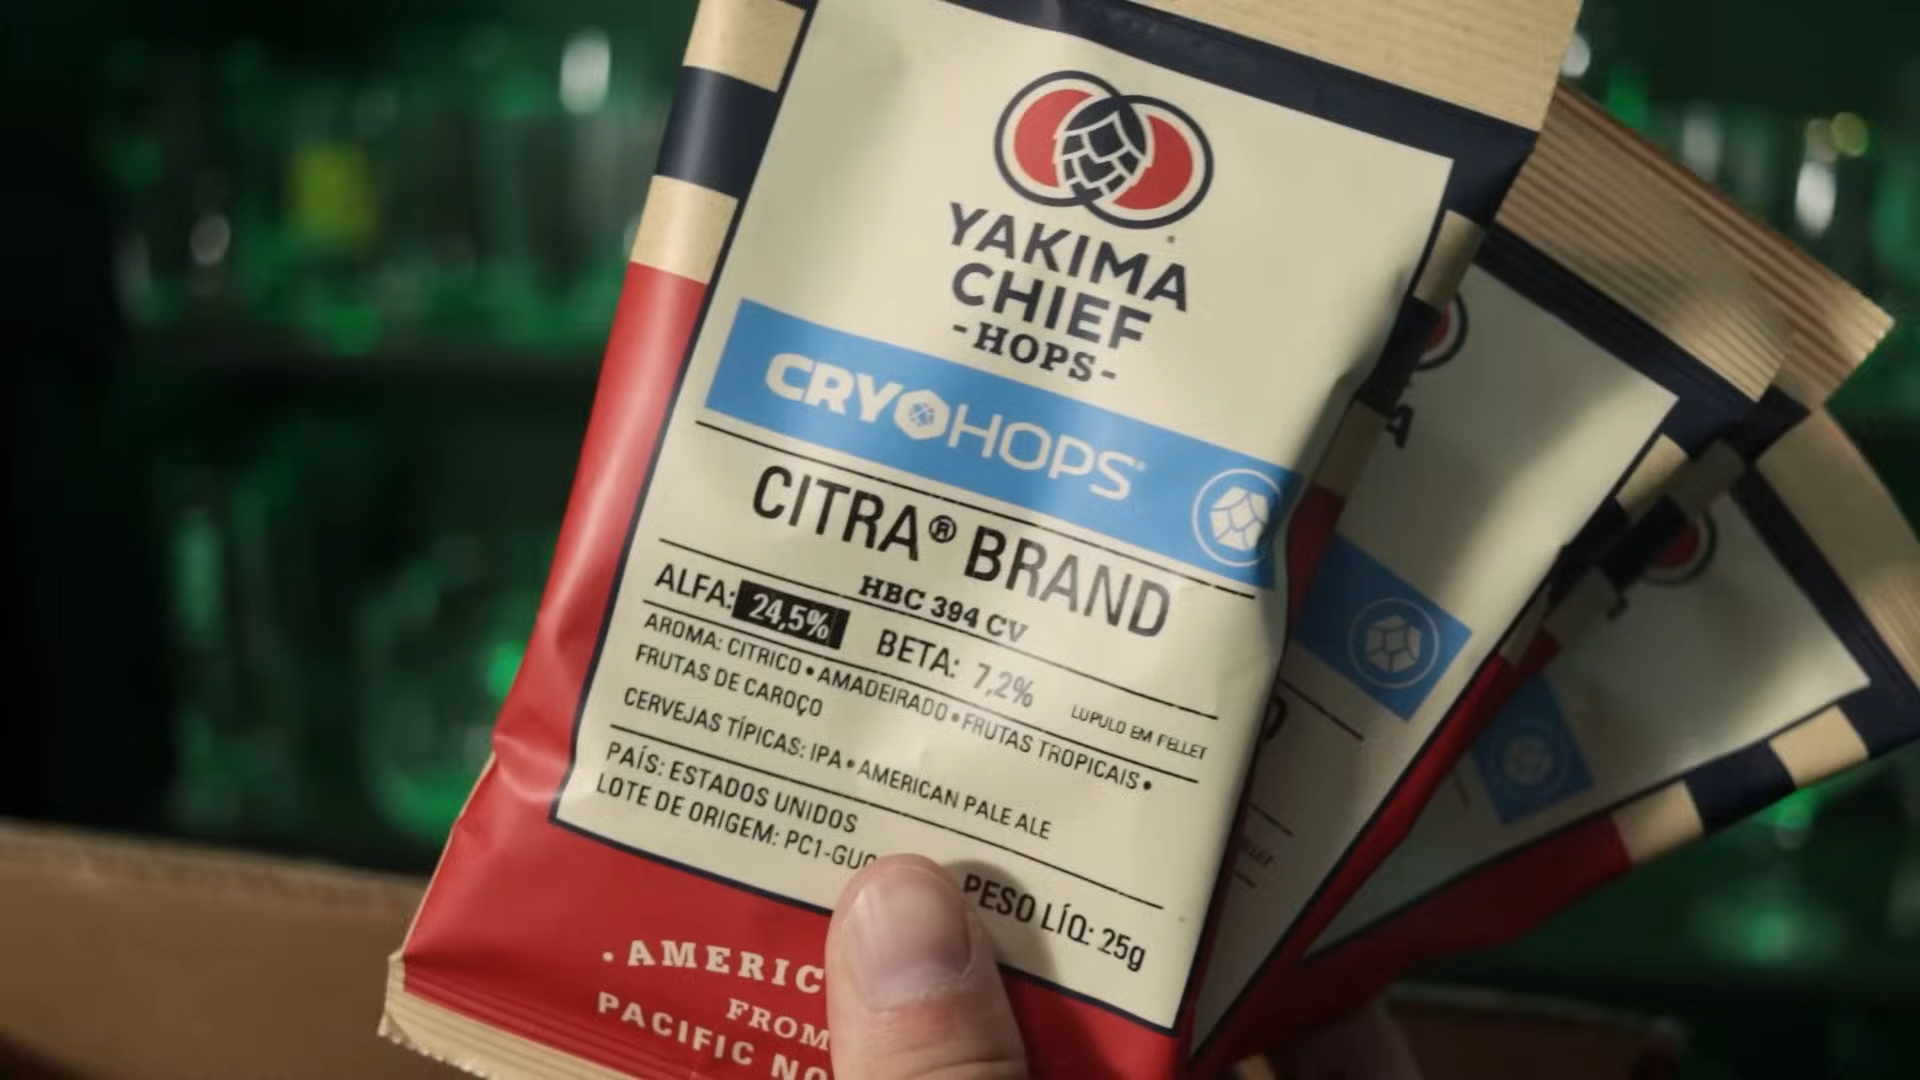 YAKIMA
CHIEF
-HOPS-
CRYOHOPS®
CITRA® BRAND
HBC 394 CV
ALFA: 24,5% BETA: 7,2%
LUPULO EM PELLET
AROMA: CITRICO • AMADEIRADO • FRUTAS TROPICAIS •
FRUTAS DE CAROÇO
CERVEJAS TÍPICAS: IPA • AMERICAN PALE ALE
PAÍS: ESTADOS UNIDOS
LOTE DE ORIGEM: PC1-GUC
PESO LÍQ: 25g
. AMERIC
FROM
PACIFIC NO
A